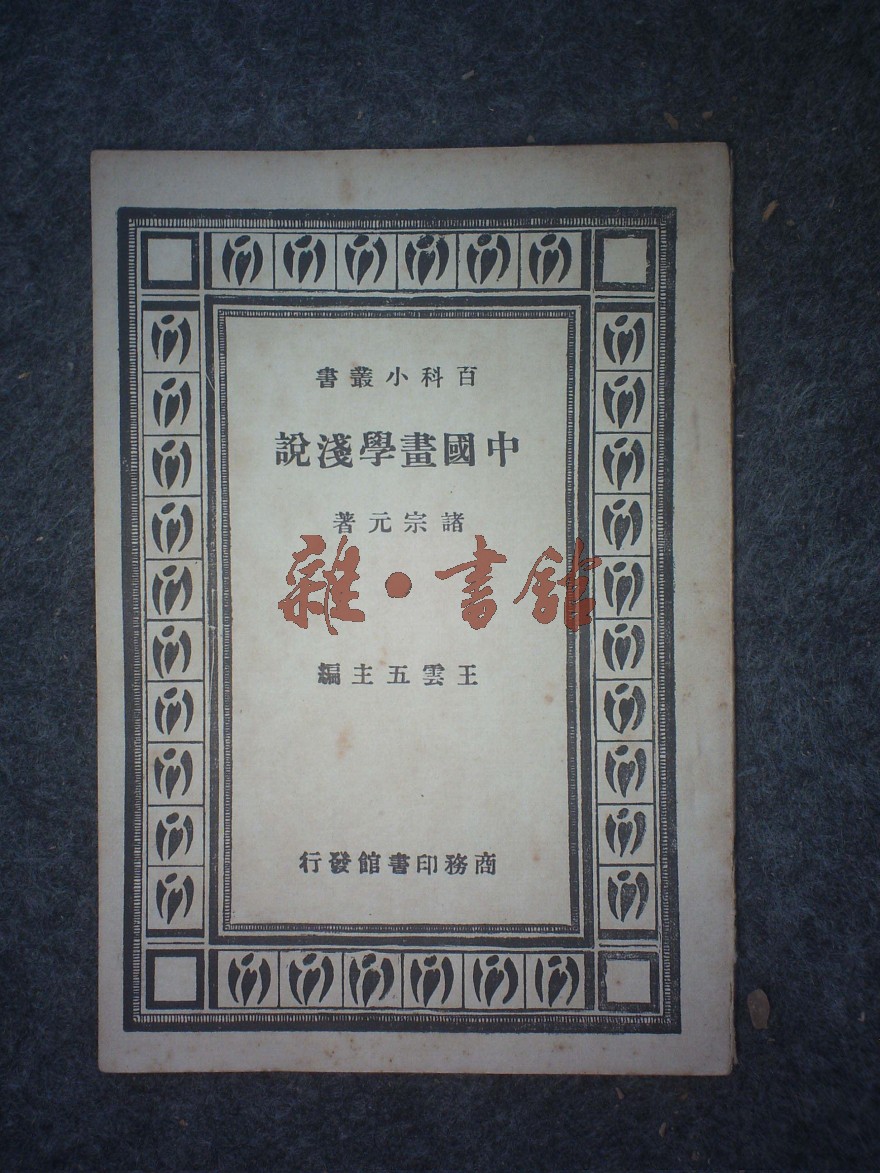 百科小叢書
中國畫學淺說
諸宗元著
雜·書館
王雲五主編
商務印書館發行